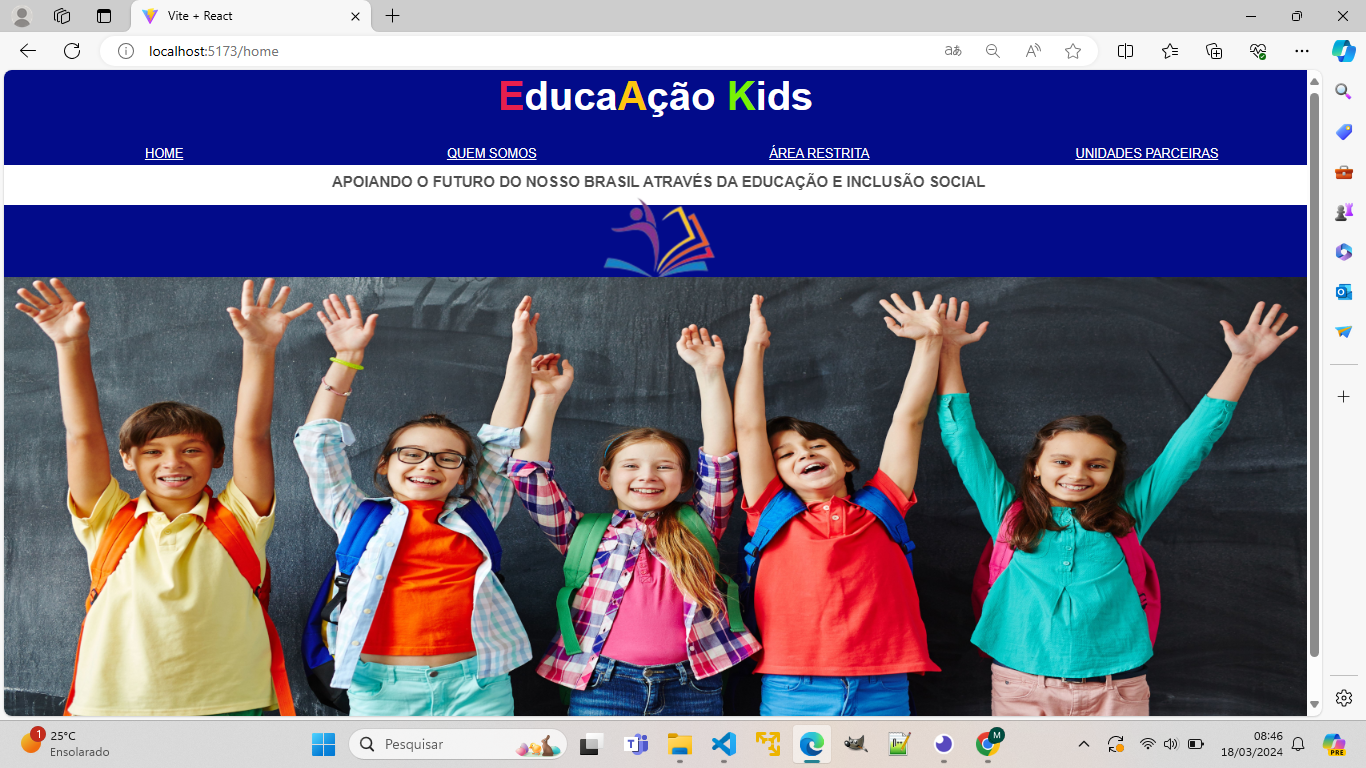 Vite + React
localhost:5173/home
EducaAção Kids
HOME
QUEM SOMOS
ÁREA RESTRITA
UNIDADES PARCEIRAS
APOIANDO O FUTURO DO NOSSO BRASIL ATRAVÉS DA EDUCAÇÃO E INCLUSÃO SOCIAL
1
25°C
Ensolarado
Pesquisar
M
08:46
18/03/2024
PRE